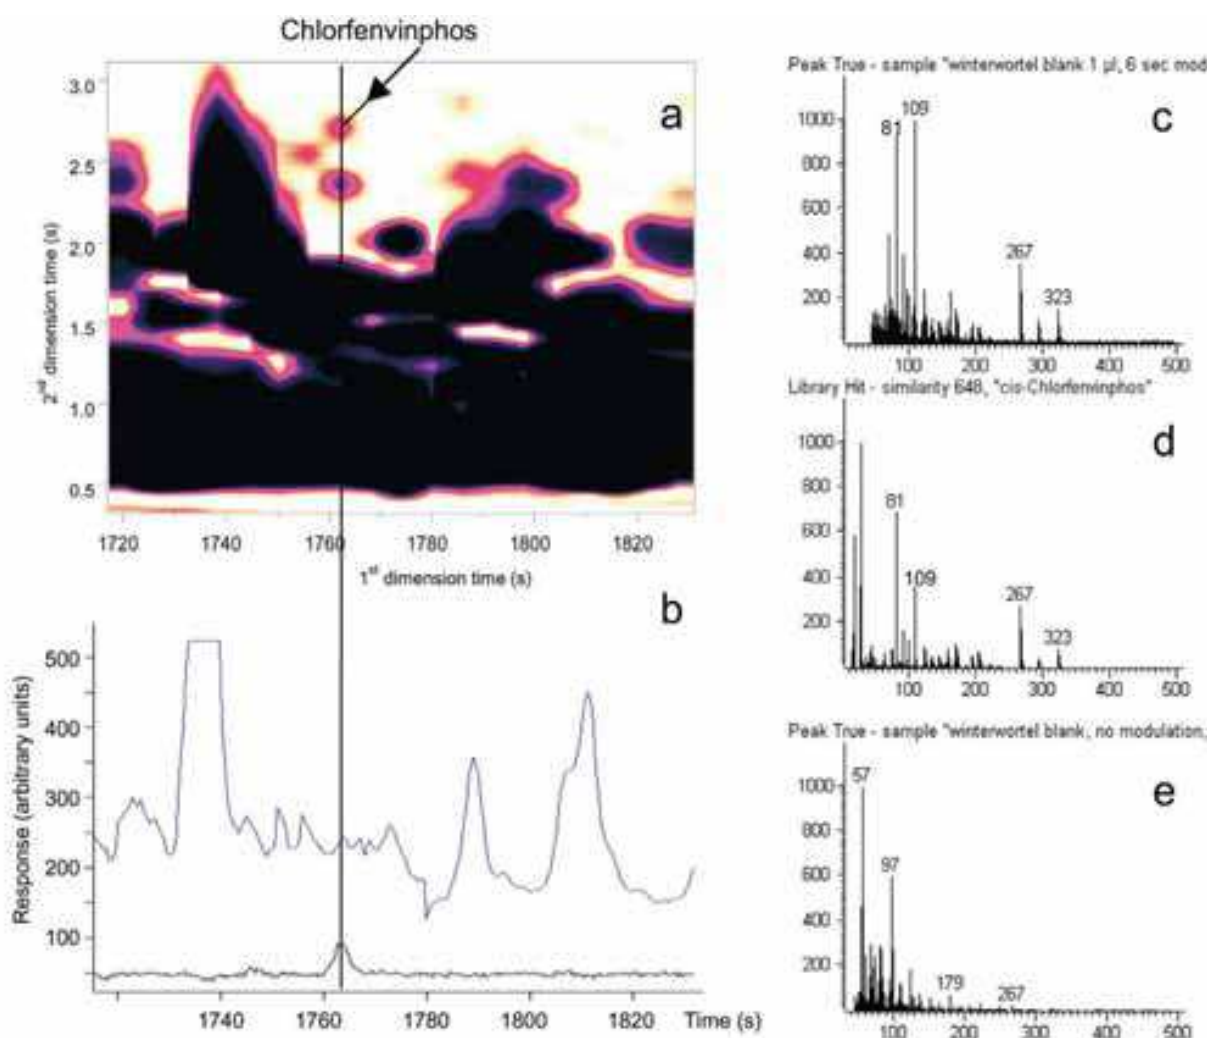 Chlorfenvinphos
a
3.0
2.5
2.0
1.5
1.0
0.5
2nd dimension time (s)
1720 1740 1760 1780 1800 1820
1st dimension time (s)
b
500
400
300
200
100
Response (arbitrary units)
1740 1760 1780 1800 1820 Time (s)
Peak True - sample "winterwortel blank 1 µl, 6 sec mod
c
1000
800
600
400
200
81
109
267
323
100 200 300 400 500
Library Hit - similarity 648, "cis-Chlorfenvinphos"
d
1000
800
600
400
200
81
109
267
323
100 200 300 400 500
Peak True - sample "winterwortel blank, no modulation,
e
1000
800
600
400
200
57
97
179
267
100 200 300 400 500